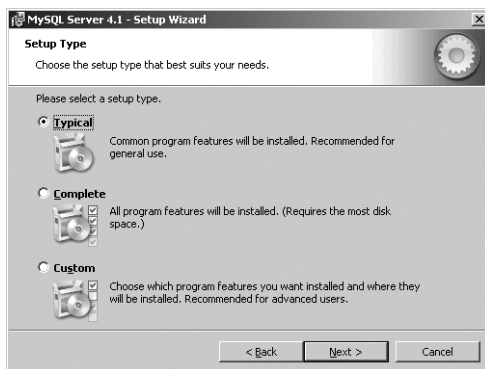 MySQL Server 4.1 - Setup Wizard
Setup Type
Choose the setup type that best suits your needs.
Please select a setup type.
Typical
Common program features will be installed. Recommended for
general use.
Complete
All program features will be installed. (Requires the most disk
space.)
Custom
Choose which program features you want installed and where they
will be installed. Recommended for advanced users.
< Back
Next >
Cancel